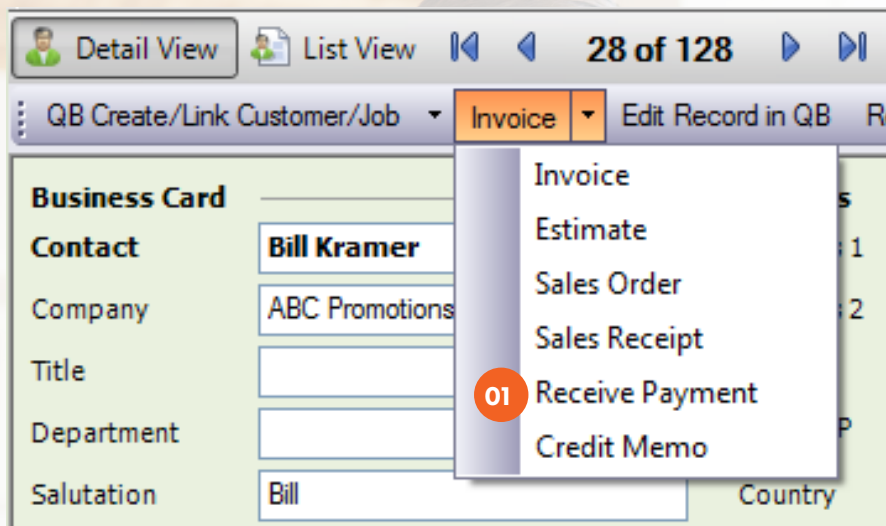 Detail View List View 28 of 128
QB Create/Link Customer/Job Invoice Edit Record in QB R
Invoice
Estimate
Sales Order
Sales Receipt
01 Receive Payment
Credit Memo
Business Card s
Contact Bill Kramer 1
Company ABC Promotions 2
Title
Department P
Salutation Bill Country